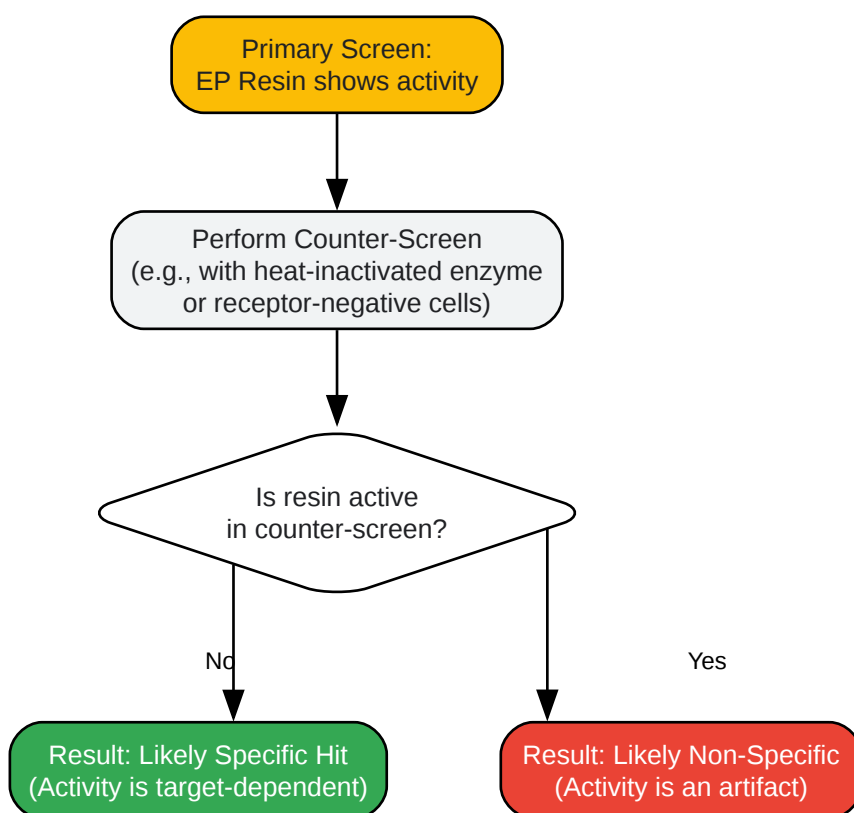 Primary Screen:
EP Resin shows activity
Perform Counter-Screen
(e.g., with heat-inactivated enzyme
or receptor-negative cells)
Is resin active
in counter-screen?
No
Yes
Result: Likely Specific Hit
(Activity is target-dependent)
Result: Likely Non-Specific
(Activity is an artifact)